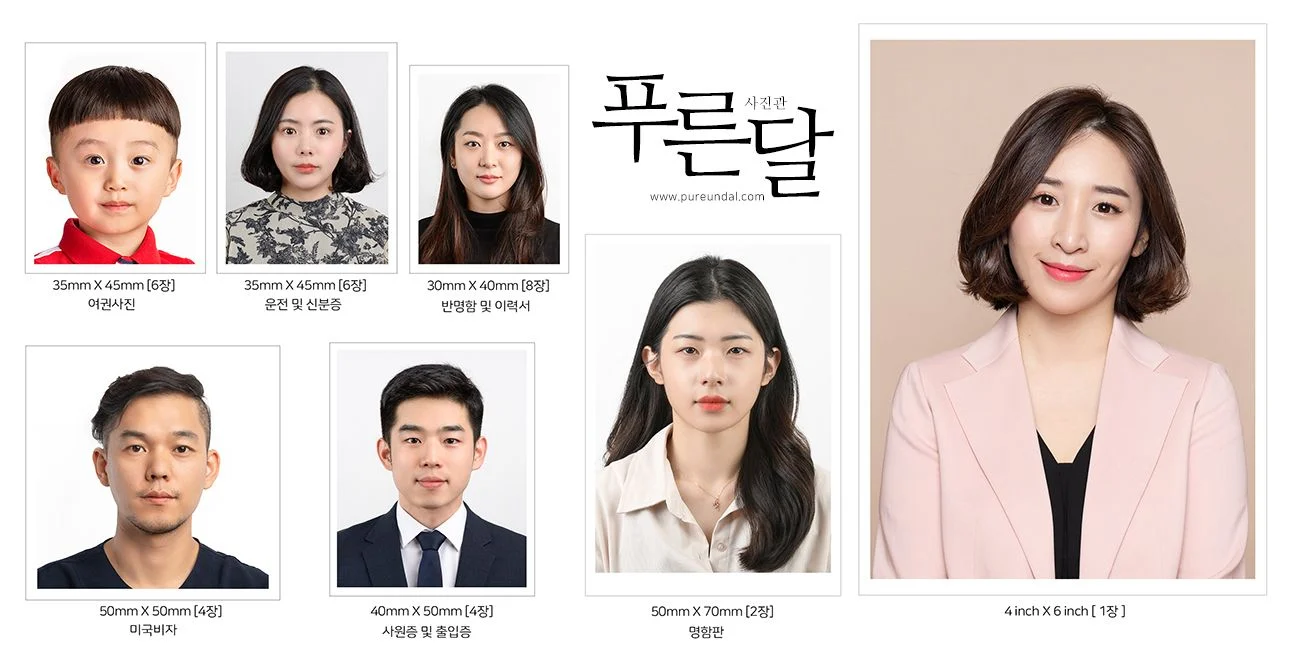 푸른달
사진관
www.pureundal.com
35mm X 45mm [6장]
여권사진
35mm X 45mm [6장]
운전 및 신분증
30mm X 40mm [8장]
반명함 및 이력서
50mm X 50mm [4장]
미국비자
40mm X 50mm [4장]
사원증 및 출입증
50mm X 70mm [2장]
명함판
4 inch X 6 inch [ 1장 ]